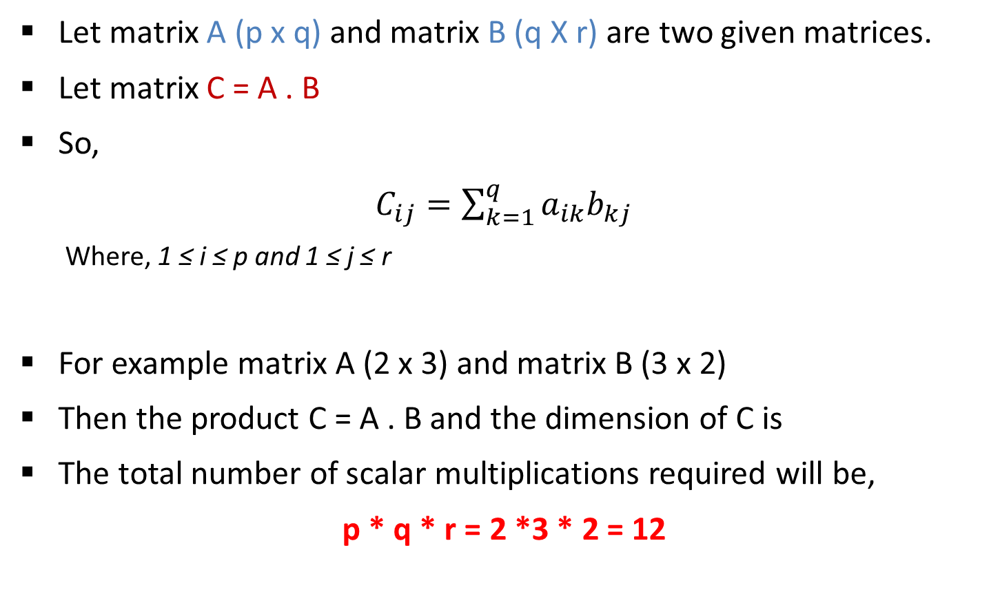 ▪ Let matrix A (p x q) and matrix B (q X r) are two given matrices.
▪ Let matrix C = A . B
▪ So,
C_{ij} = ∑_{k=1}^{q} a_{ik} b_{kj}
Where, 1 ≤ i ≤ p and 1 ≤ j ≤ r
▪ For example matrix A (2 x 3) and matrix B (3 x 2)
▪ Then the product C = A . B and the dimension of C is
▪ The total number of scalar multiplications required will be,
p * q * r = 2 *3 * 2 = 12